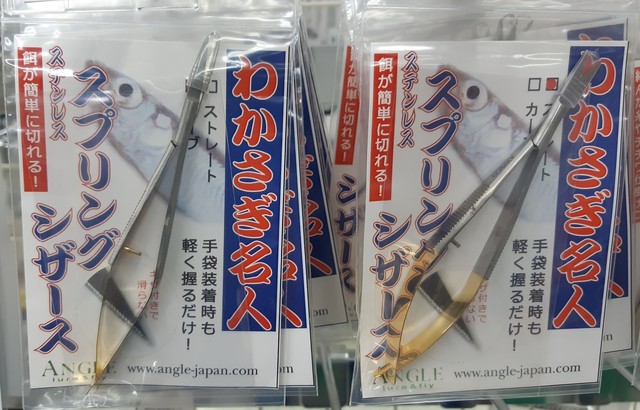 わかさぎ名人
□ ストレート
手袋装着時も
軽く握るだけ！
スプリング
シザース
ステンレス
餌が簡単に切れる！
ANGLE
www.angle-japan.com
わかさぎ名人
ストレート
□ カー
手袋装着時も
軽く握るだけ！
スプリング
シザース
ステンレス
餌が簡単に切れる！
ANGLE
www.angle-japan.com